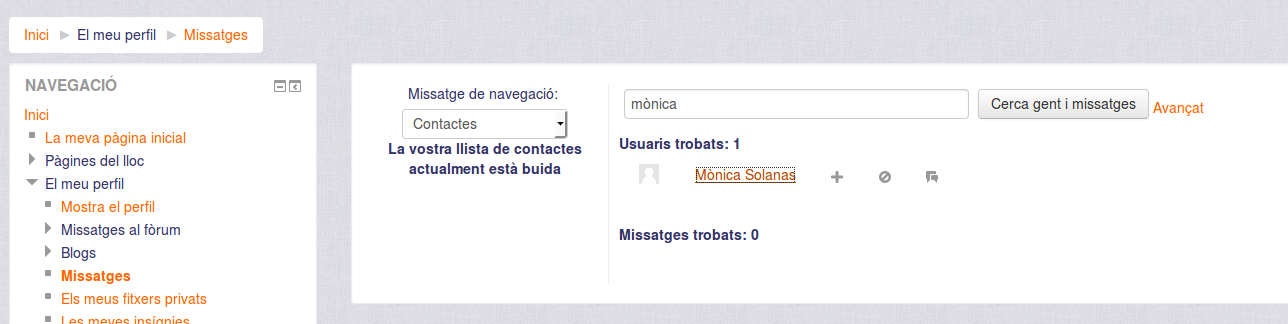 Inici El meu perfil Missatges
NAVEGACIÓ
Inici
La meva pàgina inicial
Pàgines del lloc
El meu perfil
Mostra el perfil
Missatges al fòrum
Blogs
Missatges
Els meus fitxers privats
Les meves insígnies
Missatge de navegació:
Contactes
La vostra llista de contactes
actualment està buida
mònica Cerca gent i missatges Avançat
Usuaris trobats: 1
Mònica Solanas
Missatges trobats: 0